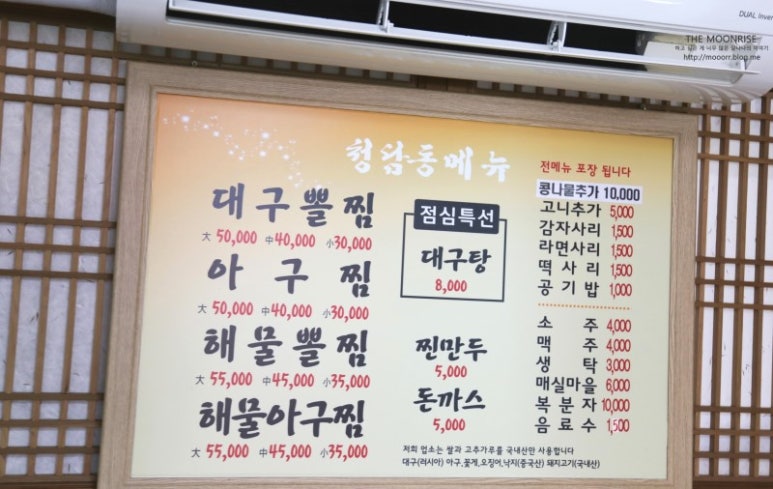 DUAL Inver
THE MOONRISE
http://mooorr.blog.me
청담동메뉴
대구뽈찜
大 50,000 中 40,000 小 30,000
아구찜
大 50,000 中 40,000 小 30,000
해물뽈찜
大 55,000 中 45,000 小 35,000
해물아구찜
大 55,000 中 45,000 小 35,000
점심특선
대구탕
8,000
찐만두
5,000
돈까스
5,000
전메뉴 포장 됩니다
콩나물추가 10,000
고니추가 5,000
감자사리 1,500
라면사리 1,500
떡사리 1,500
공기밥 1,000
소주 4,000
맥주 4,000
생탁 3,000
매실마을 6,000
복분자 10,000
음료수 1,500
저희 업소는 쌀과 고추가루를 국내산만 사용합니다
대구(러시아) 아구,꽃게,오징어,낙지(중국산) 돼지고기(국내산)